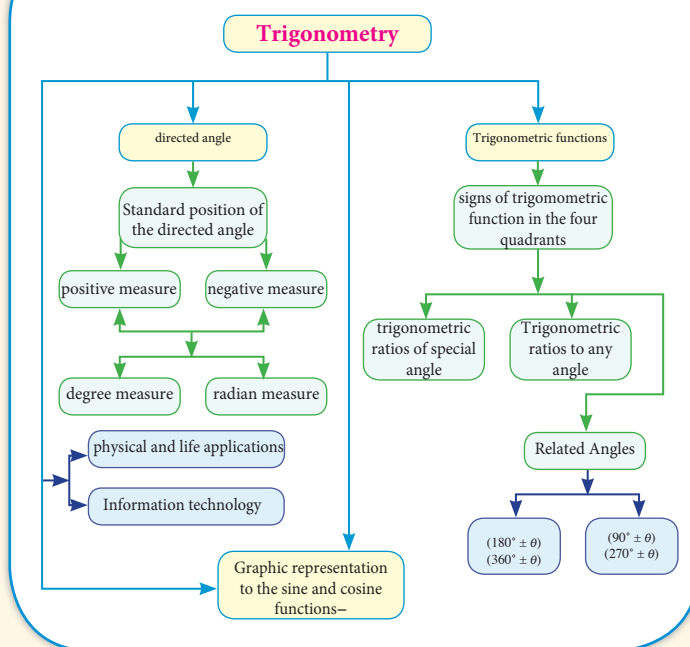 Trigonometry
directed angle
Trigonometric functions
Standard position of
the directed angle
signs of trigomometric
function in the four
quadrants
positive measure
negative measure
trigonometric
ratios of special
angle
Trigonometric
ratios to any
angle
degree measure
radian measure
physical and life applications
Related Angles
Information technology
(180° ± θ)
(360° ± θ)
(90° ± θ)
(270° ± θ)
Graphic representation
to the sine and cosine
functions–